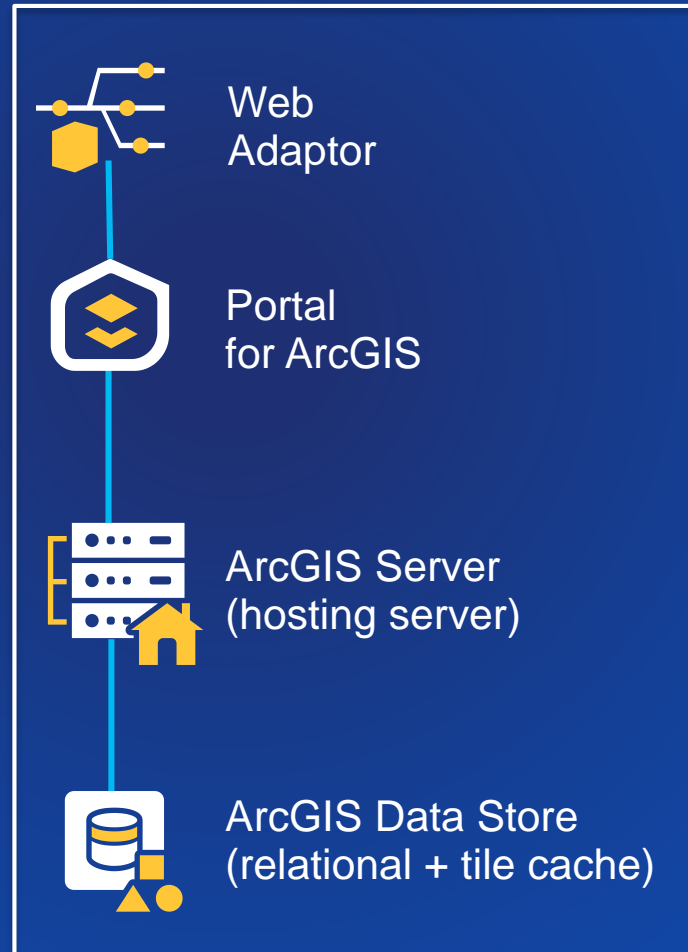 Web
Adaptor
Portal
for ArcGIS
ArcGIS Server
(hosting server)
ArcGIS Data Store
(relational + tile cache)